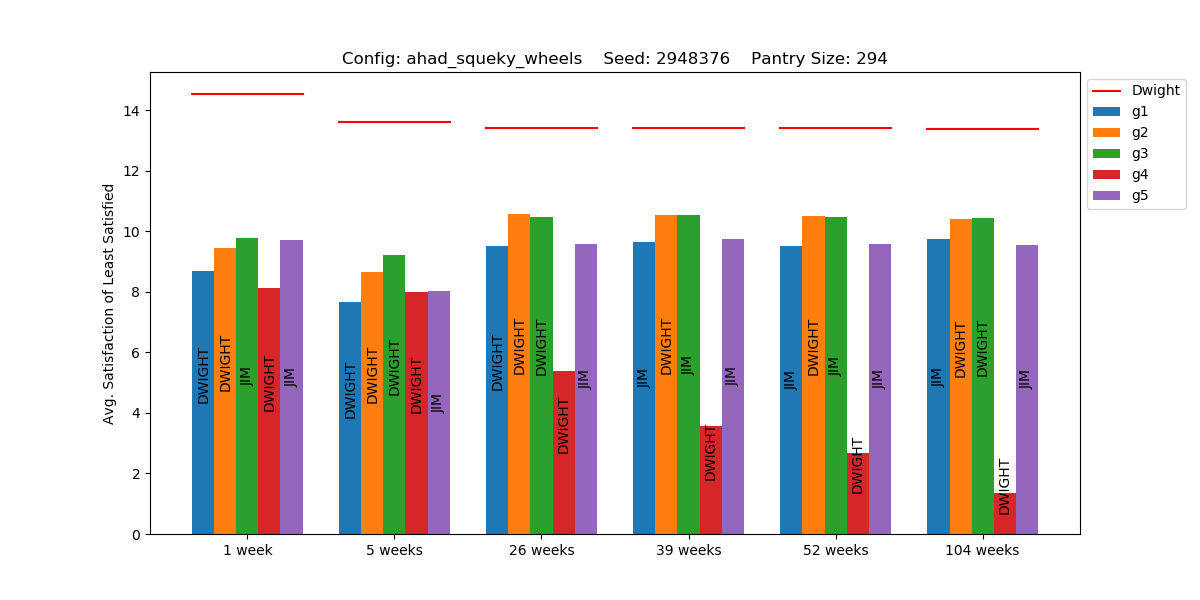 Config: ahad_squeky_wheels    Seed: 2948376    Pantry Size: 294
Avg. Satisfaction of Least Satisfied
14
12
10
8
6
4
2
0
DWIGHT
DWIGHT
JIM
DWIGHT
JIM
DWIGHT
DWIGHT
DWIGHT
DWIGHT
JIM
DWIGHT
DWIGHT
DWIGHT
DWIGHT
JIM
JIM
DWIGHT
JIM
DWIGHT
JIM
JIM
DWIGHT
JIM
DWIGHT
JIM
JIM
DWIGHT
DWIGHT
DWIGHT
JIM
1 week
5 weeks
26 weeks
39 weeks
52 weeks
104 weeks
Dwight
g1
g2
g3
g4
g5